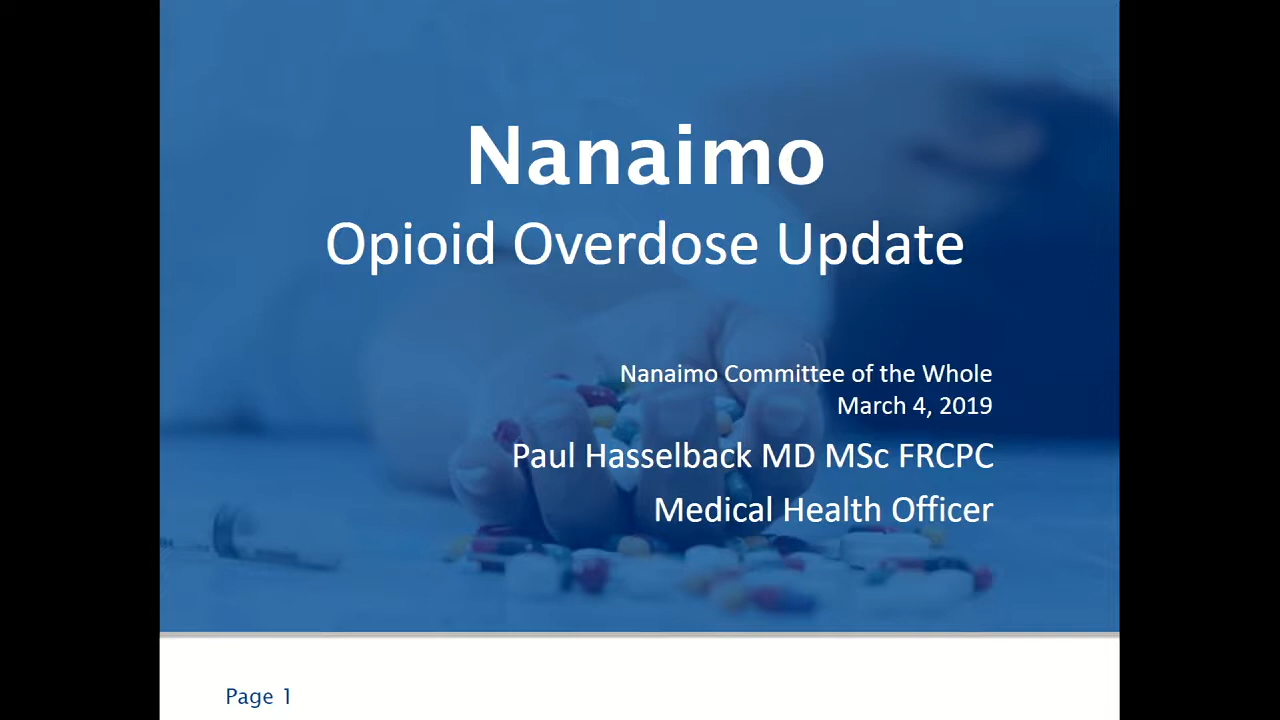 Nanaimo
Opioid Overdose Update
Nanaimo Committee of the Whole
March 4, 2019
Paul Hasselback MD MSc FRCPC
Medical Health Officer
Page 1